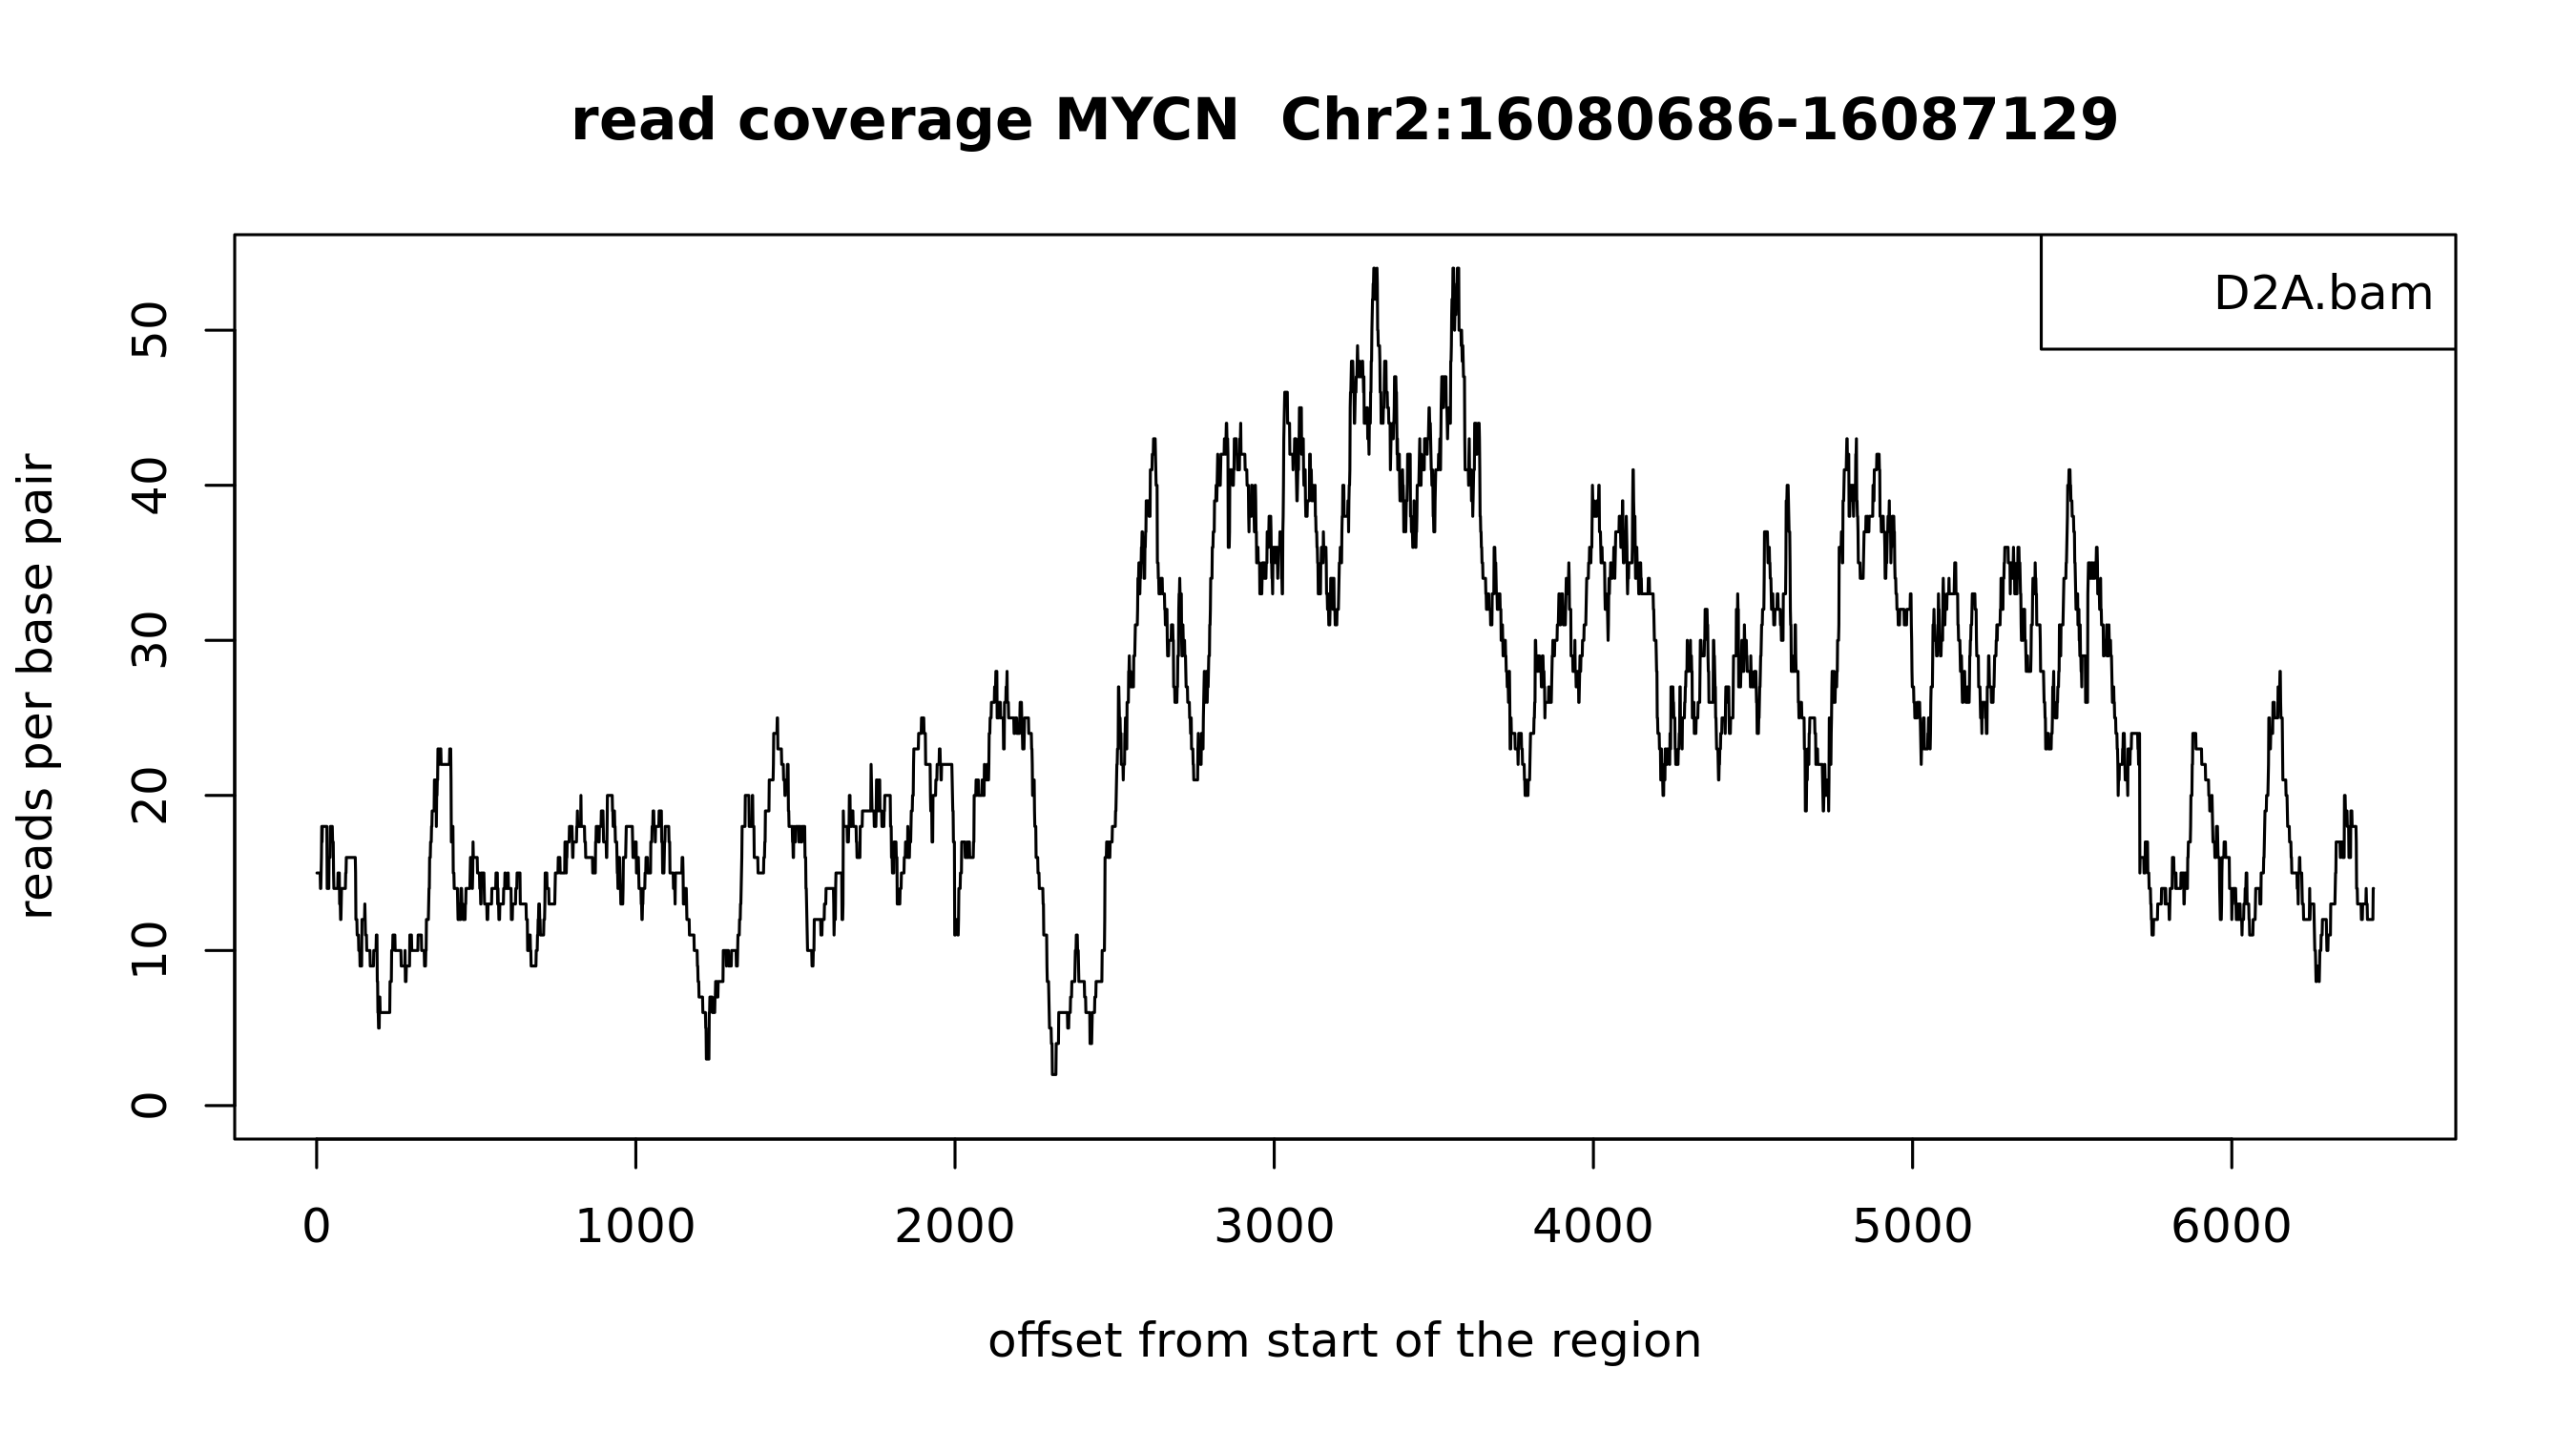 read coverage MYCN  Chr2:16080686-16087129
D2A.bam
reads per base pair
50
40
30
20
10
0
0 1000 2000 3000 4000 5000 6000
offset from start of the region